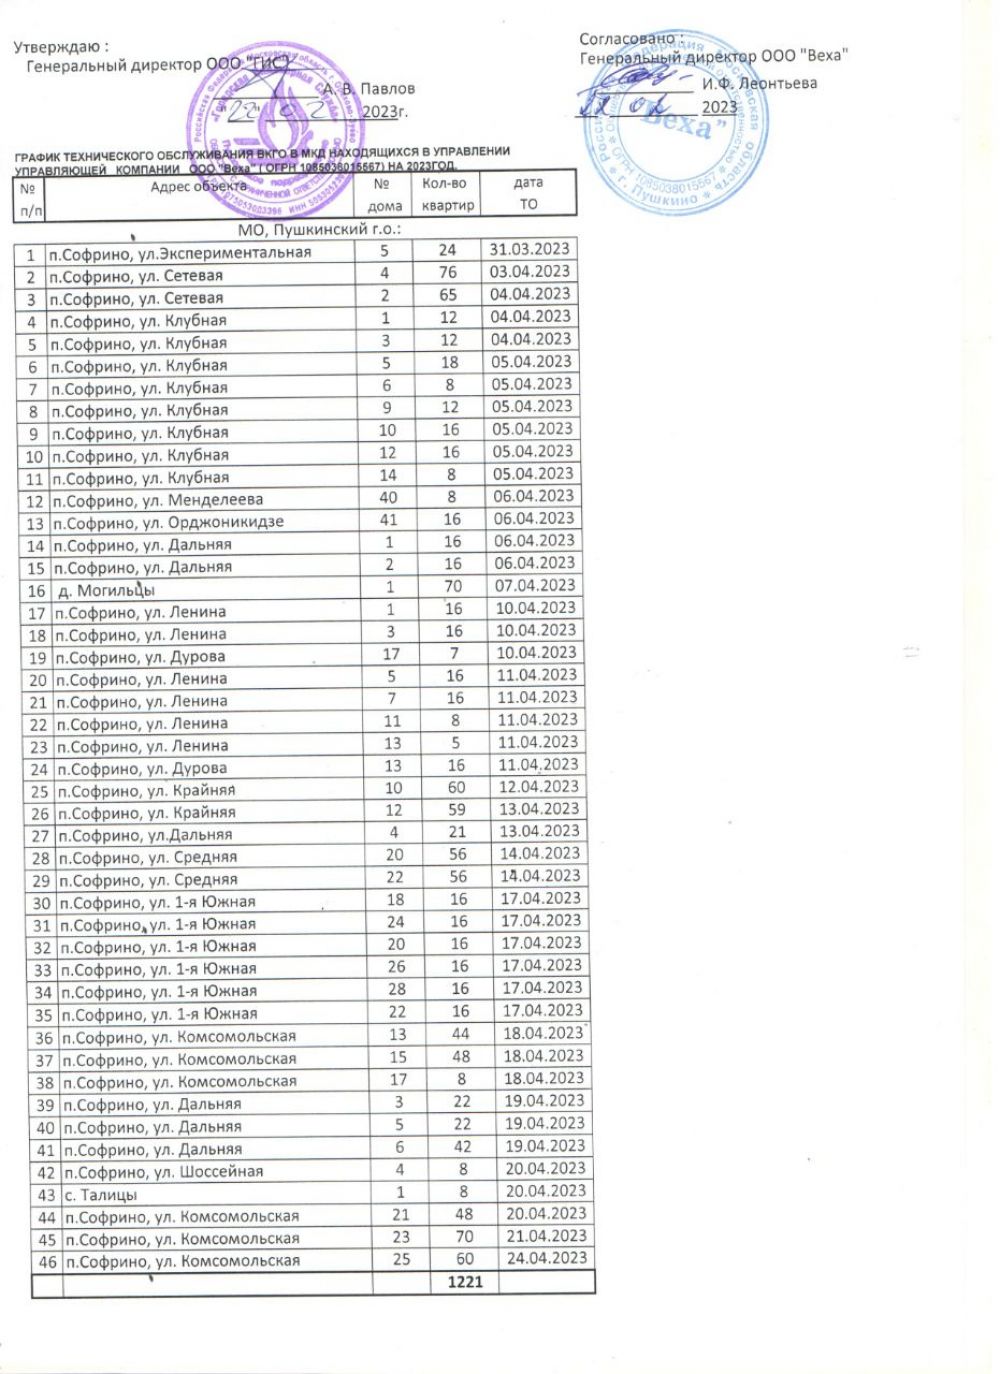 Утверждаю :
Генеральный директор ООО "ГИС"
А. В. Павлов
"22" 02 2023г.
Согласовано :
Генеральный директор ООО "Веха"
И.Ф. Леонтьева
2023
ГРАФИК ТЕХНИЧЕСКОГО ОБСЛУЖИВАНИЯ ВКГО В МКД НАХОДЯЩИХСЯ В УПРАВЛЕНИИ
УПРАВЛЯЮЩЕЙ КОМПАНИИ ООО "Веха" ( ОГРН 1085038015567) НА 2023ГОД.
№ п/п Адрес объекта № дома Кол-во квартир дата ТО
МО, Пушкинский г.о.:
1 п.Софрино, ул.Экспериментальная 5 24 31.03.2023
2 п.Софрино, ул. Сетевая 4 76 03.04.2023
3 п.Софрино, ул. Сетевая 2 65 04.04.2023
4 п.Софрино, ул. Клубная 1 12 04.04.2023
5 п.Софрино, ул. Клубная 3 12 04.04.2023
6 п.Софрино, ул. Клубная 5 18 05.04.2023
7 п.Софрино, ул. Клубная 6 8 05.04.2023
8 п.Софрино, ул. Клубная 9 12 05.04.2023
9 п.Софрино, ул. Клубная 10 16 05.04.2023
10 п.Софрино, ул. Клубная 12 16 05.04.2023
11 п.Софрино, ул. Клубная 14 8 05.04.2023
12 п.Софрино, ул. Менделеева 40 8 06.04.2023
13 п.Софрино, ул. Орджоникидзе 41 16 06.04.2023
14 п.Софрино, ул. Дальняя 1 16 06.04.2023
15 п.Софрино, ул. Дальняя 2 16 06.04.2023
16 д. Могильцы 1 70 07.04.2023
17 п.Софрино, ул. Ленина 1 16 10.04.2023
18 п.Софрино, ул. Ленина 3 16 10.04.2023
19 п.Софрино, ул. Дурова 17 7 10.04.2023
20 п.Софрино, ул. Ленина 5 16 11.04.2023
21 п.Софрино, ул. Ленина 7 16 11.04.2023
22 п.Софрино, ул. Ленина 11 8 11.04.2023
23 п.Софрино, ул. Ленина 13 5 11.04.2023
24 п.Софрино, ул. Дурова 13 16 11.04.2023
25 п.Софрино, ул. Крайняя 10 60 12.04.2023
26 п.Софрино, ул. Крайняя 12 59 13.04.2023
27 п.Софрино, ул.Дальняя 4 21 13.04.2023
28 п.Софрино, ул. Средняя 20 56 14.04.2023
29 п.Софрино, ул. Средняя 22 56 14.04.2023
30 п.Софрино, ул. 1-я Южная 18 16 17.04.2023
31 п.Софрино, ул. 1-я Южная 24 16 17.04.2023
32 п.Софрино, ул. 1-я Южная 20 16 17.04.2023
33 п.Софрино, ул. 1-я Южная 26 16 17.04.2023
34 п.Софрино, ул. 1-я Южная 28 16 17.04.2023
35 п.Софрино, ул. 1-я Южная 22 16 17.04.2023
36 п.Софрино, ул. Комсомольская 13 44 18.04.2023
37 п.Софрино, ул. Комсомольская 15 48 18.04.2023
38 п.Софрино, ул. Комсомольская 17 8 18.04.2023
39 п.Софрино, ул. Дальняя 3 22 19.04.2023
40 п.Софрино, ул. Дальняя 5 22 19.04.2023
41 п.Софрино, ул. Дальняя 6 42 19.04.2023
42 п.Софрино, ул. Шоссейная 4 8 20.04.2023
43 с. Талицы 1 8 20.04.2023
44 п.Софрино, ул. Комсомольская 21 48 20.04.2023
45 п.Софрино, ул. Комсомольская 23 70 21.04.2023
46 п.Софрино, ул. Комсомольская 25 60 24.04.2023
1221